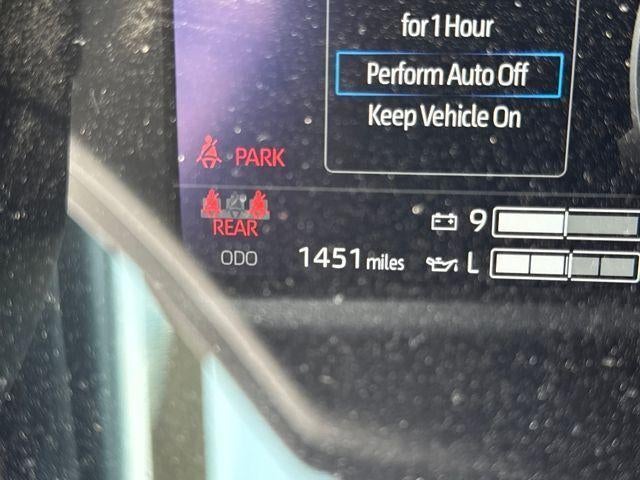 for 1 Hour
Perform Auto Off
Keep Vehicle On
PARK
REAR
9
ODO 1451 miles L